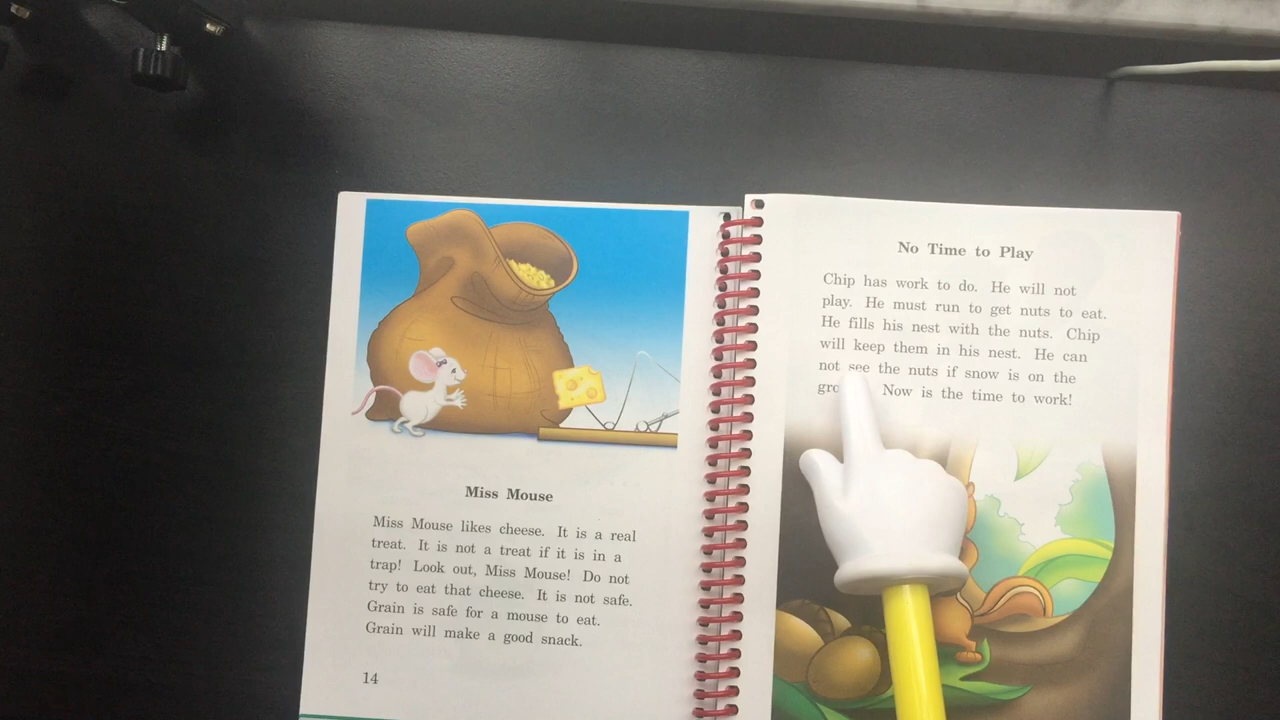 Miss Mouse
Miss Mouse likes cheese. It is a real
treat. It is not a treat if it is in a
trap! Look out, Miss Mouse! Do not
try to eat that cheese. It is not safe.
Grain is safe for a mouse to eat.
Grain will make a good snack.
14
No Time to Play
Chip has work to do. He will not
play. He must run to get nuts to eat.
He fills his nest with the nuts. Chip
will keep them in his nest. He can
not see the nuts if snow is on the
Now is the time to work!